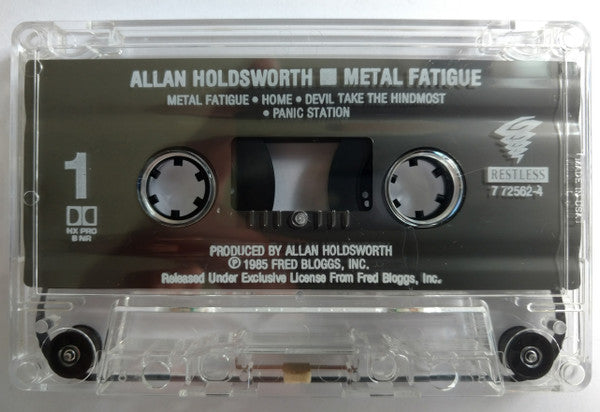 ALLAN HOLDSWORTH ■ METAL FATIGUE
METAL FATIGUE • HOME • DEVIL TAKE THE HINDMOST
• PANIC STATION
1
HX PRO
B NR
RESTLESS
7 72562-4
MADE IN USA
PRODUCED BY ALLAN HOLDSWORTH
℗ 1985 FRED BLOGGS, INC.
Released Under Exclusive License From Fred Bloggs, Inc.